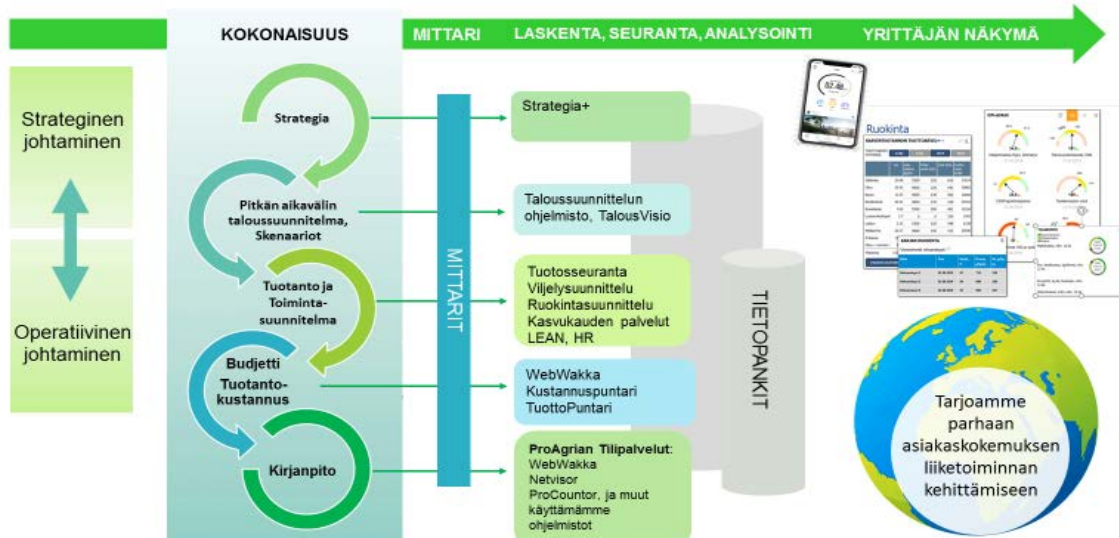 KOKONAISUUS
MITTARI
LASKENTA, SEURANTA, ANALYSOINTI
YRITTÄJÄN NÄKYMÄ
Strateginen
johtaminen
Operatiivinen
johtaminen
Strategia
Pitkän aikavälin
taloussuunnitelma,
Skenaariot
Tuotanto ja
Toiminta-
suunnitelma
Budjetti
Tuotanto-
kustannus
Kirjanpito
MITTARIT
Strategia+
Taloussuunnittelun
ohjelmisto, TalousVisio
Tuotosseuranta
Viljelysuunnittelu
Ruokintasuunnittelu
Kasvukauden palvelut
LEAN, HR
WebWakka
Kustannuspuntari
TuottoPuntari
ProAgrian Tilipalvelut:
WebWakka
Netvisor
ProCountor, ja muut
käyttämämme
ohjelmistot
TIETOPANKIT
Ruokinta
Tarjoamme
parhaan
asiakaskokemuksen
liiketoiminnan
kehittämiseen